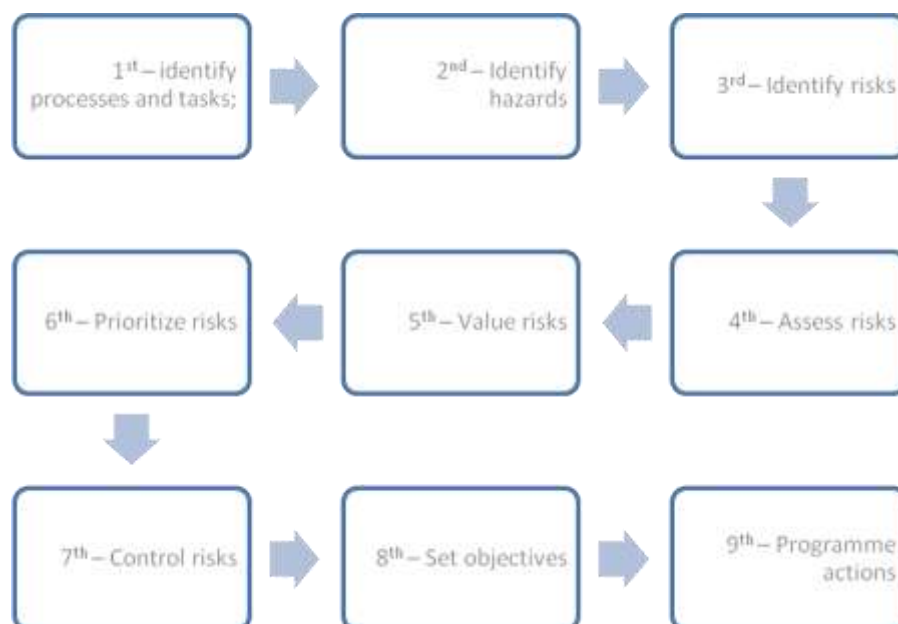 1st – identify
processes and tasks;
2nd – Identify
hazards
3rd – Identify risks
4th – Assess risks
5th – Value risks
6th – Prioritize risks
7th – Control risks
8th – Set objectives
9th – Programme
actions